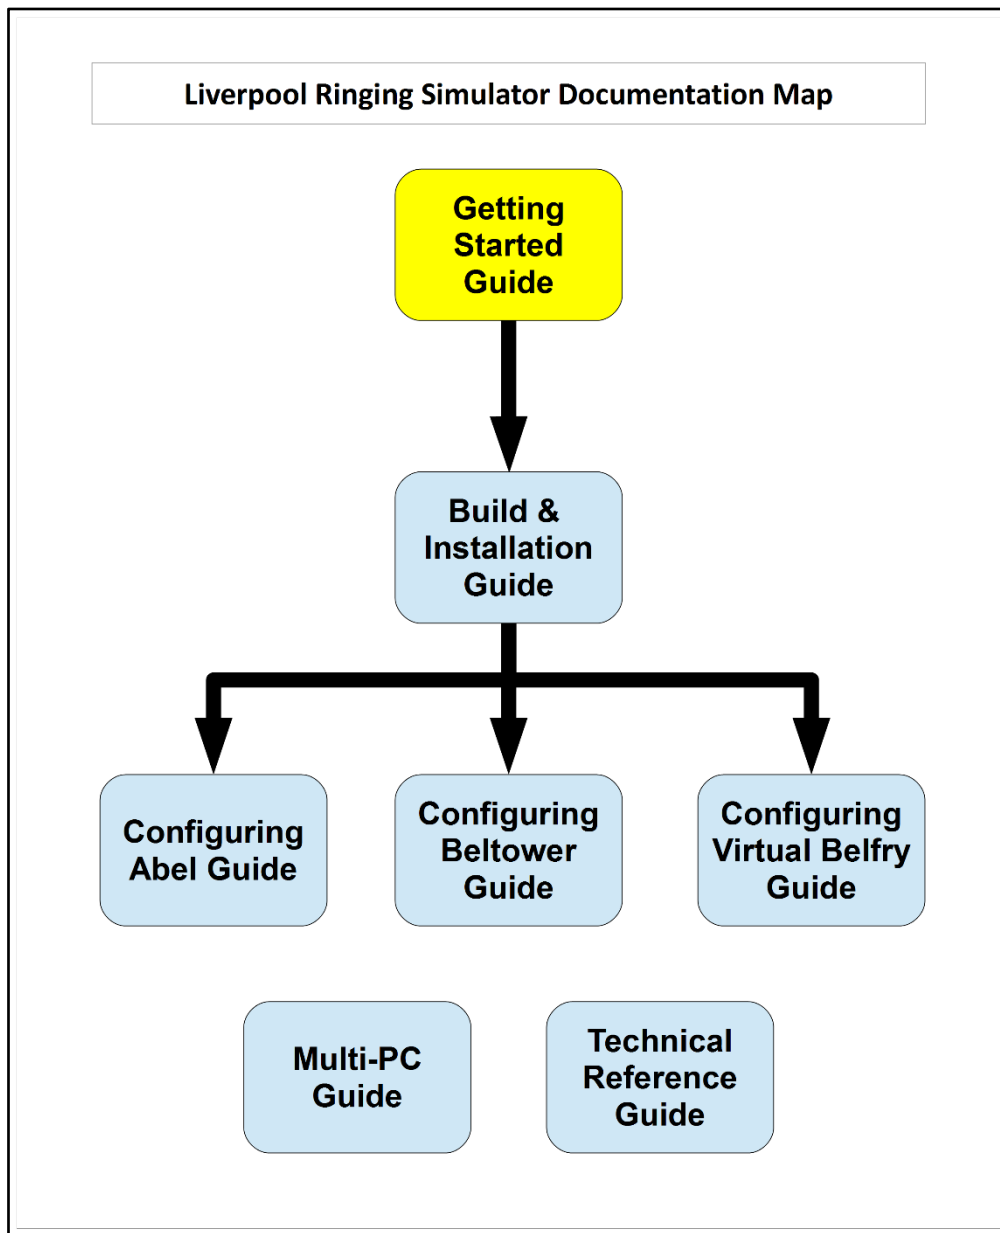 Liverpool Ringing Simulator Documentation Map
Getting
Started
Guide
Build &
Installation
Guide
Configuring
Abel Guide
Configuring
Beltower
Guide
Configuring
Virtual Belfry
Guide
Multi-PC
Guide
Technical
Reference
Guide